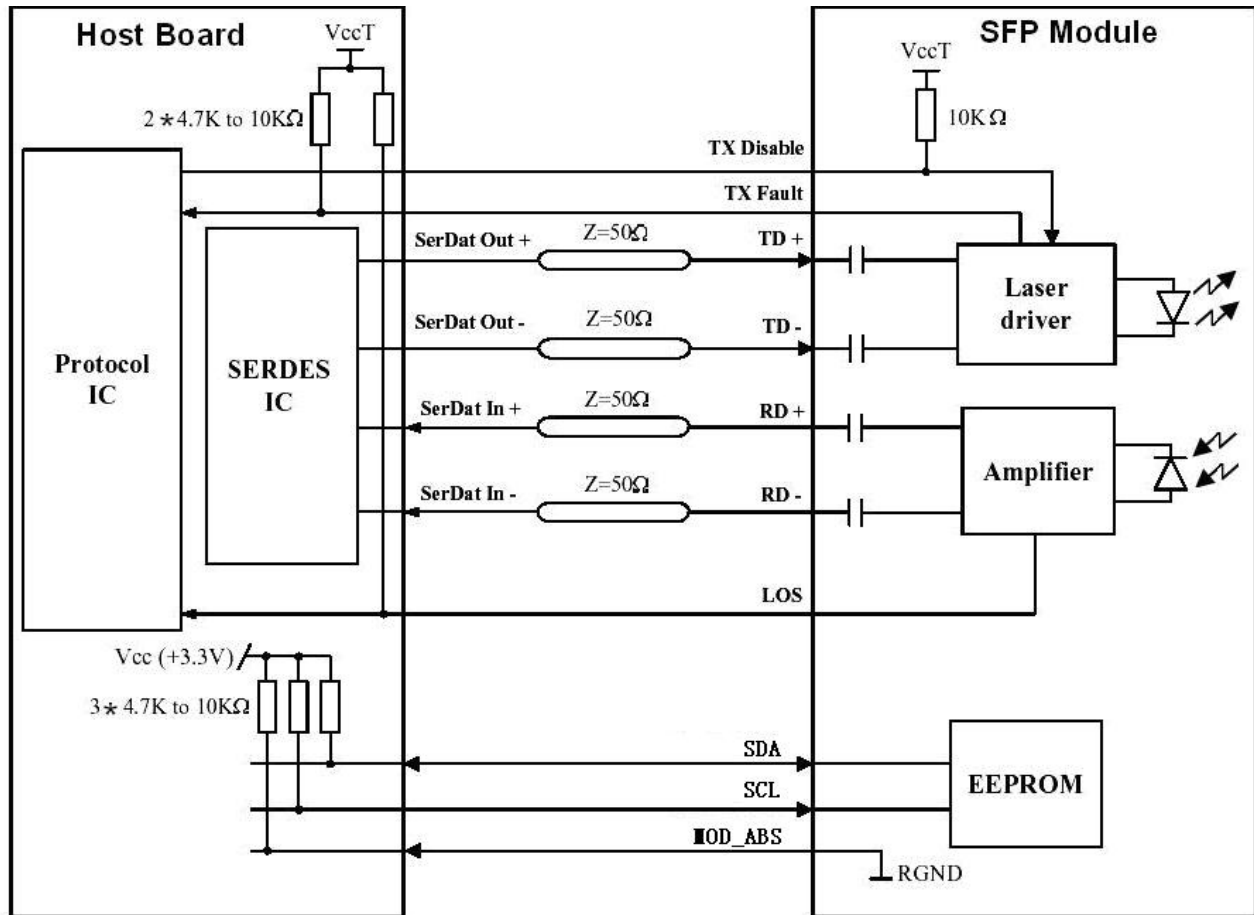 Host Board
SFP Module
VccT
VccT
2*4.7K to 10KΩ
10KΩ
TX Disable
TX Fault
SerDat Out +
Z=50Ω
TD +
SerDat Out -
Z=50Ω
TD -
Laser
driver
Protocol
IC
SERDES
IC
SerDat In +
Z=50Ω
RD +
SerDat In -
Z=50Ω
RD -
Amplifier
LOS
Vcc (+3.3V)
3* 4.7K to 10KΩ
SDA
SCL
MOD_ABS
EEPROM
RGND